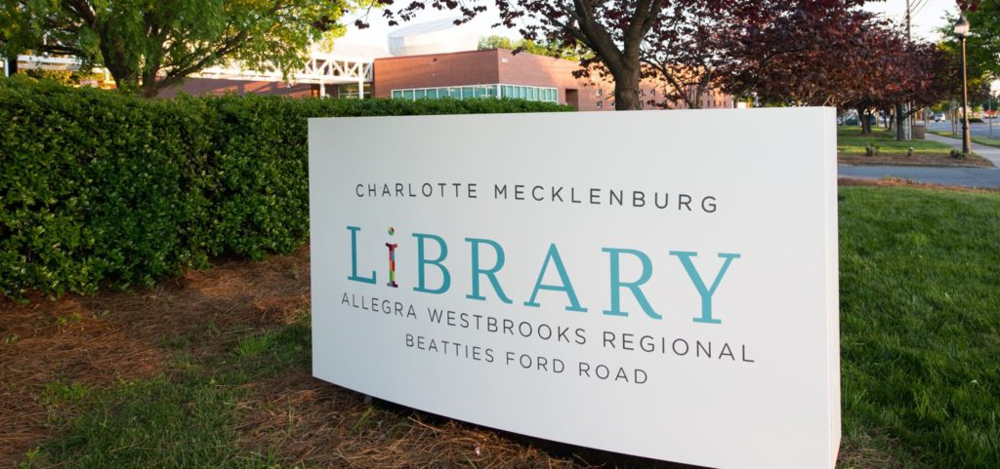 CHARLOTTE MECKLENBURG
LiBRARY
ALLEGRA WESTBROOKS REGIONAL
BEATTIES FORD ROAD